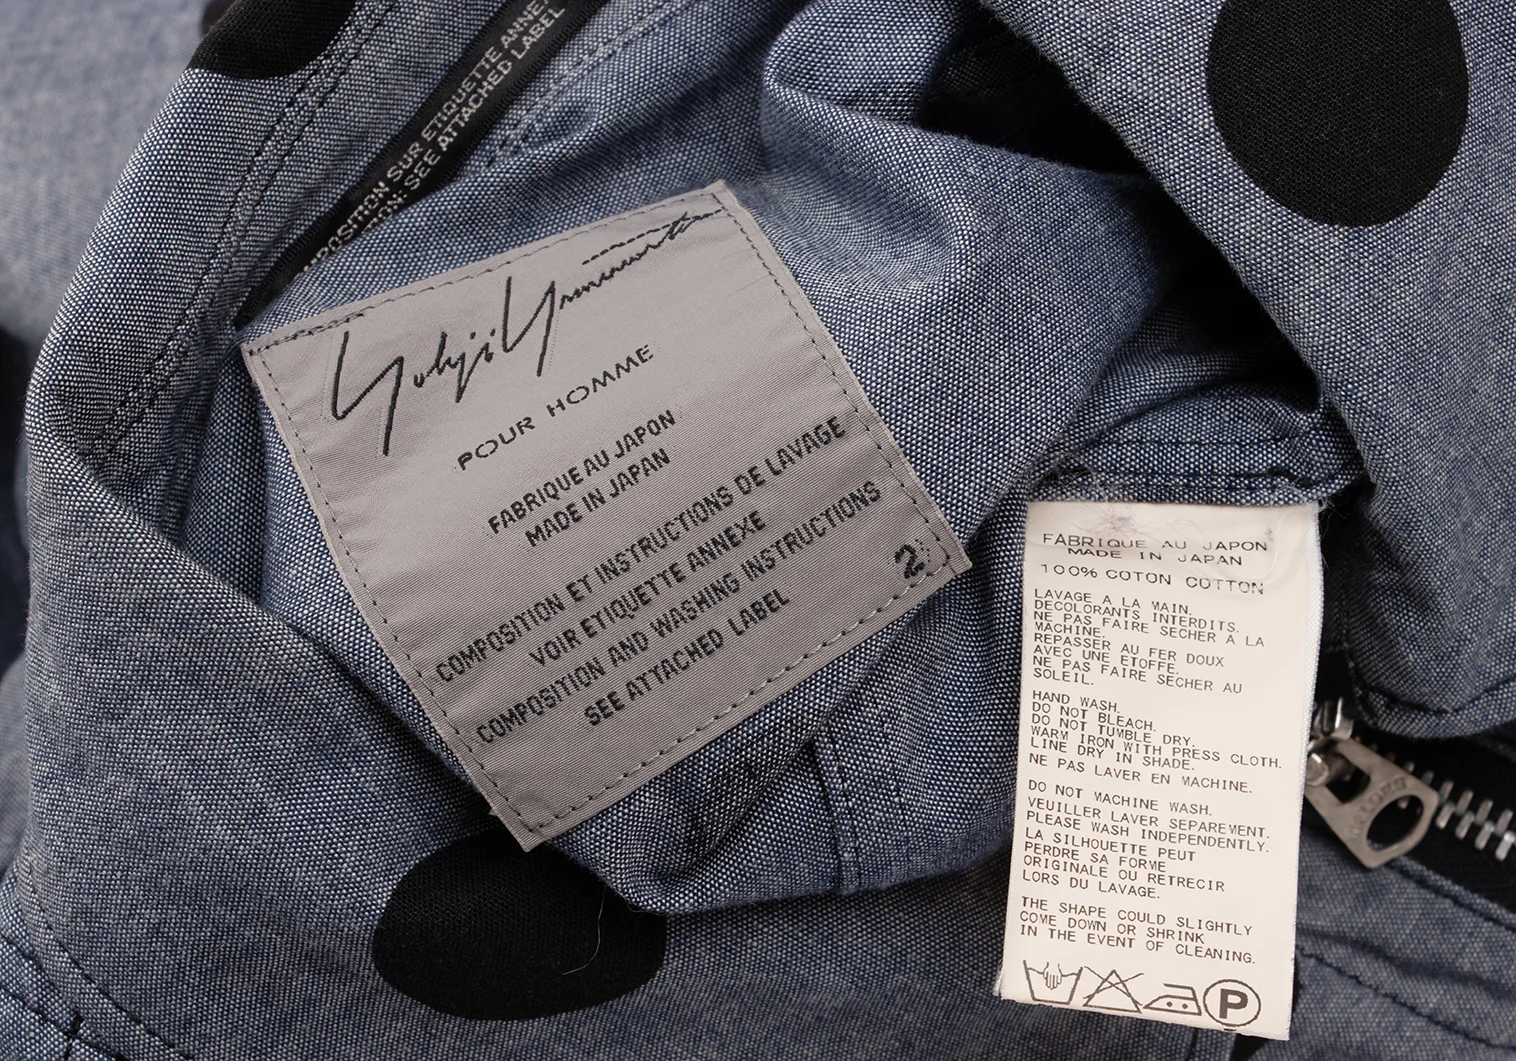 MPOSITION SUR ETIQUETTE ANNE
SEE ATTACHED LABEL
Yohji Yamamoto
POUR HOMME
FABRIQUE AU JAPON
MADE IN JAPAN
COMPOSITION ET INSTRUCTIONS DE LAVAGE
VOIR ETIQUETTE ANNEXE
COMPOSITION AND WASHING INSTRUCTIONS
SEE ATTACHED LABEL
2
FABRIQUE AU JAPON
MADE IN JAPAN
100% COTON COTTON
LAVAGE A LA MAIN.
DECOLORANTS INTERDITS.
NE PAS FAIRE SECHER A LA
MACHINE.
REPASSER AU FER DOUX
AVEC UNE ETOFFE.
NE PAS FAIRE SECHER AU
SOLEIL.
HAND WASH.
DO NOT BLEACH.
DO NOT TUMBLE DRY.
WARM IRON WITH PRESS CLOTH.
LINE DRY IN SHADE.
NE PAS LAVER EN MACHINE.
DO NOT MACHINE WASH.
VEUILLER LAVER SEPAREMENT.
PLEASE WASH INDEPENDENTLY.
LA SILHOUETTE PEUT
PERDRE SA FORME
ORIGINALE OU RETRECIR
LORS DU LAVAGE.
THE SHAPE COULD SLIGHTLY
COME DOWN OR SHRINK
IN THE EVENT OF CLEANING.
P